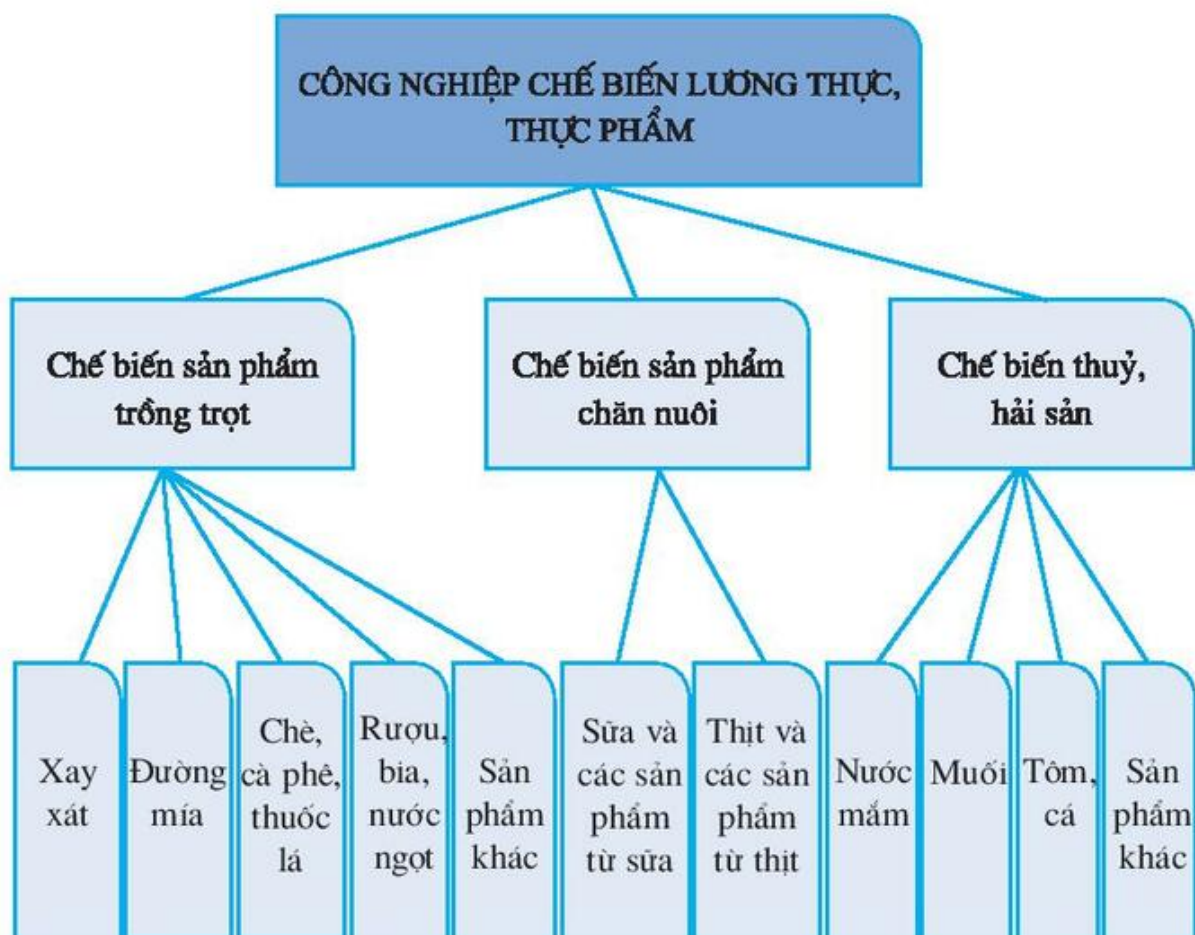 CÔNG NGHIỆP CHẾ BIẾN LƯƠNG THỰC,
THỰC PHẨM
Chế biến sản phẩm
trồng trọt
Chế biến sản phẩm
chăn nuôi
Chế biến thuỷ,
hải sản
Xay
xát
Đường
mía
Chè,
cà phê,
thuốc
lá
Rượu,
bia,
nước
ngọt
Sản
phẩm
khác
Sữa và
các sản
phẩm
từ sữa
Thịt và
các sản
phẩm
từ thịt
Nước
mắm
Muối
Tôm,
cá
Sản
phẩm
khác